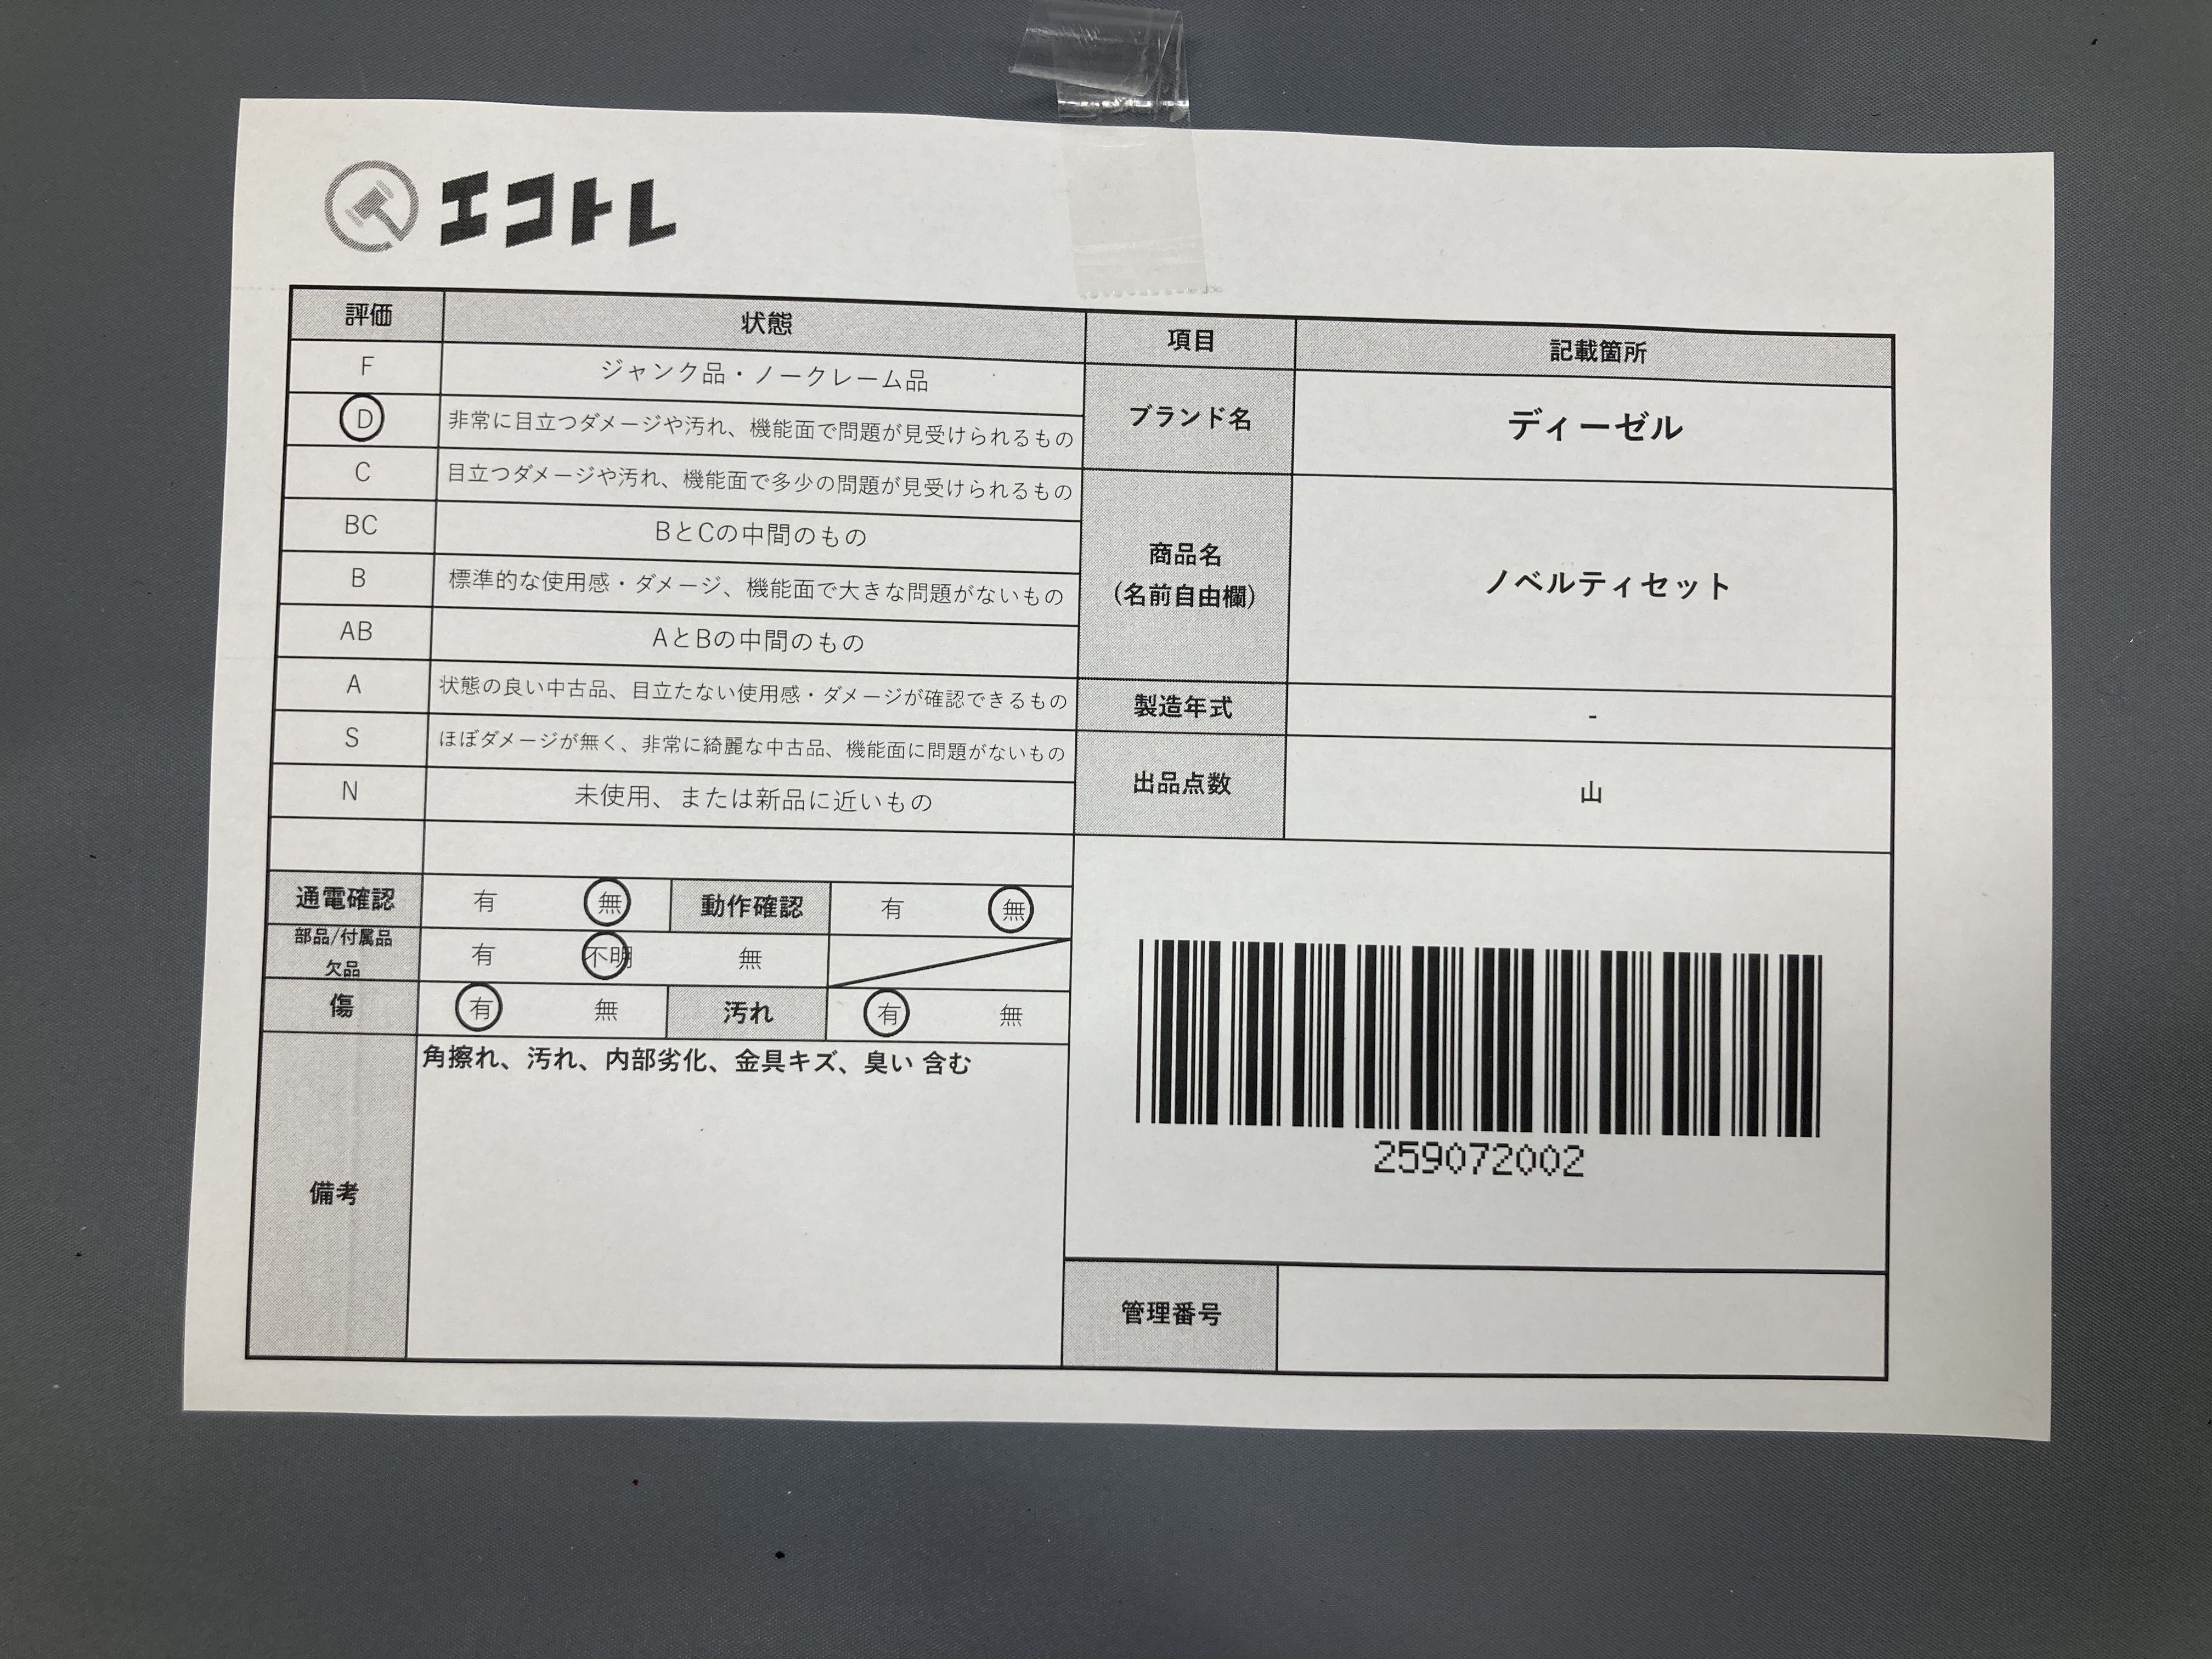 エコトレ
評価 状態 項目 記載箇所
F ジャンク品・ノークレーム品
D 非常に目立つダメージや汚れ、機能面で問題が見受けられるもの
C 目立つダメージや汚れ、機能面で多少の問題が見受けられるもの
BC BとCの中間のもの
B 標準的な使用感・ダメージ、機能面で大きな問題がないもの
AB AとBの中間のもの
A 状態の良い中古品、目立たない使用感・ダメージが確認できるもの
S ほぼダメージが無く、非常に綺麗な中古品、機能面に問題がないもの
N 未使用、または新品に近いもの
ブランド名 ディーゼル
商品名
(名前自由欄) ノベルティセット
製造年式 -
出品点数 山
通電確認 有 無 動作確認 有 無
部品/付属品
欠品 有 不明 無
傷 有 無 汚れ 有 無
備考 角擦れ、汚れ、内部劣化、金具キズ、臭い 含む
259072002
管理番号